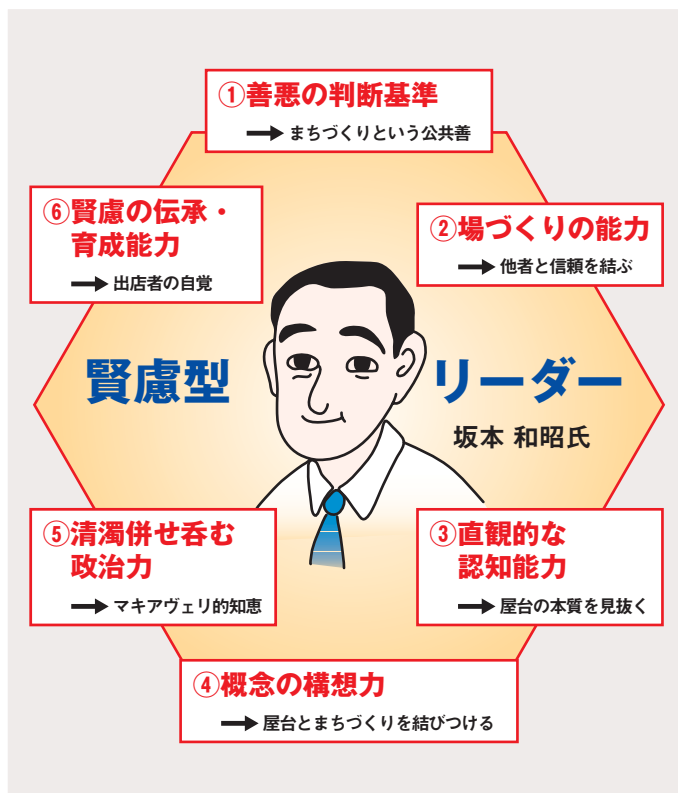 ①善悪の判断基準
→まちづくりという公共善
②場づくりの能力
→他者と信頼を結ぶ
③直観的な
認知能力
→屋台の本質を見抜く
④概念の構想力
→屋台とまちづくりを結びつける
⑤清濁併せ呑む
政治力
→マキアヴェリ的知恵
⑥賢慮の伝承・
育成能力
→出店者の自覚
賢慮型 リーダー
坂本 和昭氏